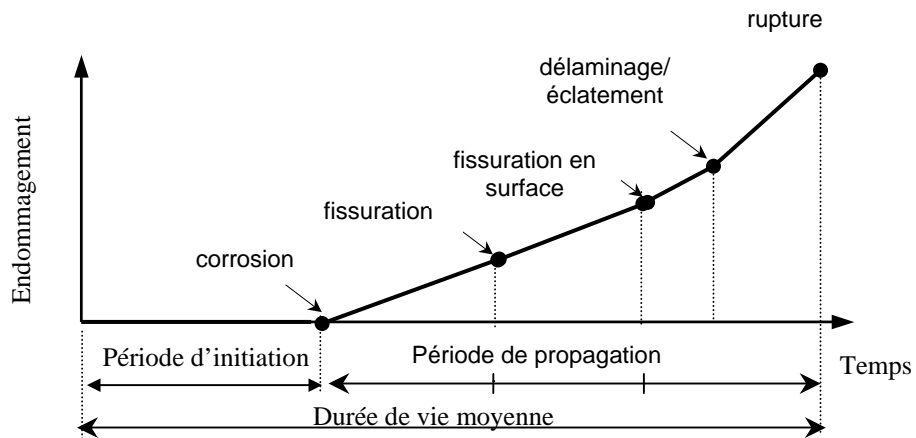 rupture
délaminage/
éclatement
fissuration en
surface
fissuration
corrosion
Endommagement
Période d’initiation
Période de propagation
Temps
Durée de vie moyenne